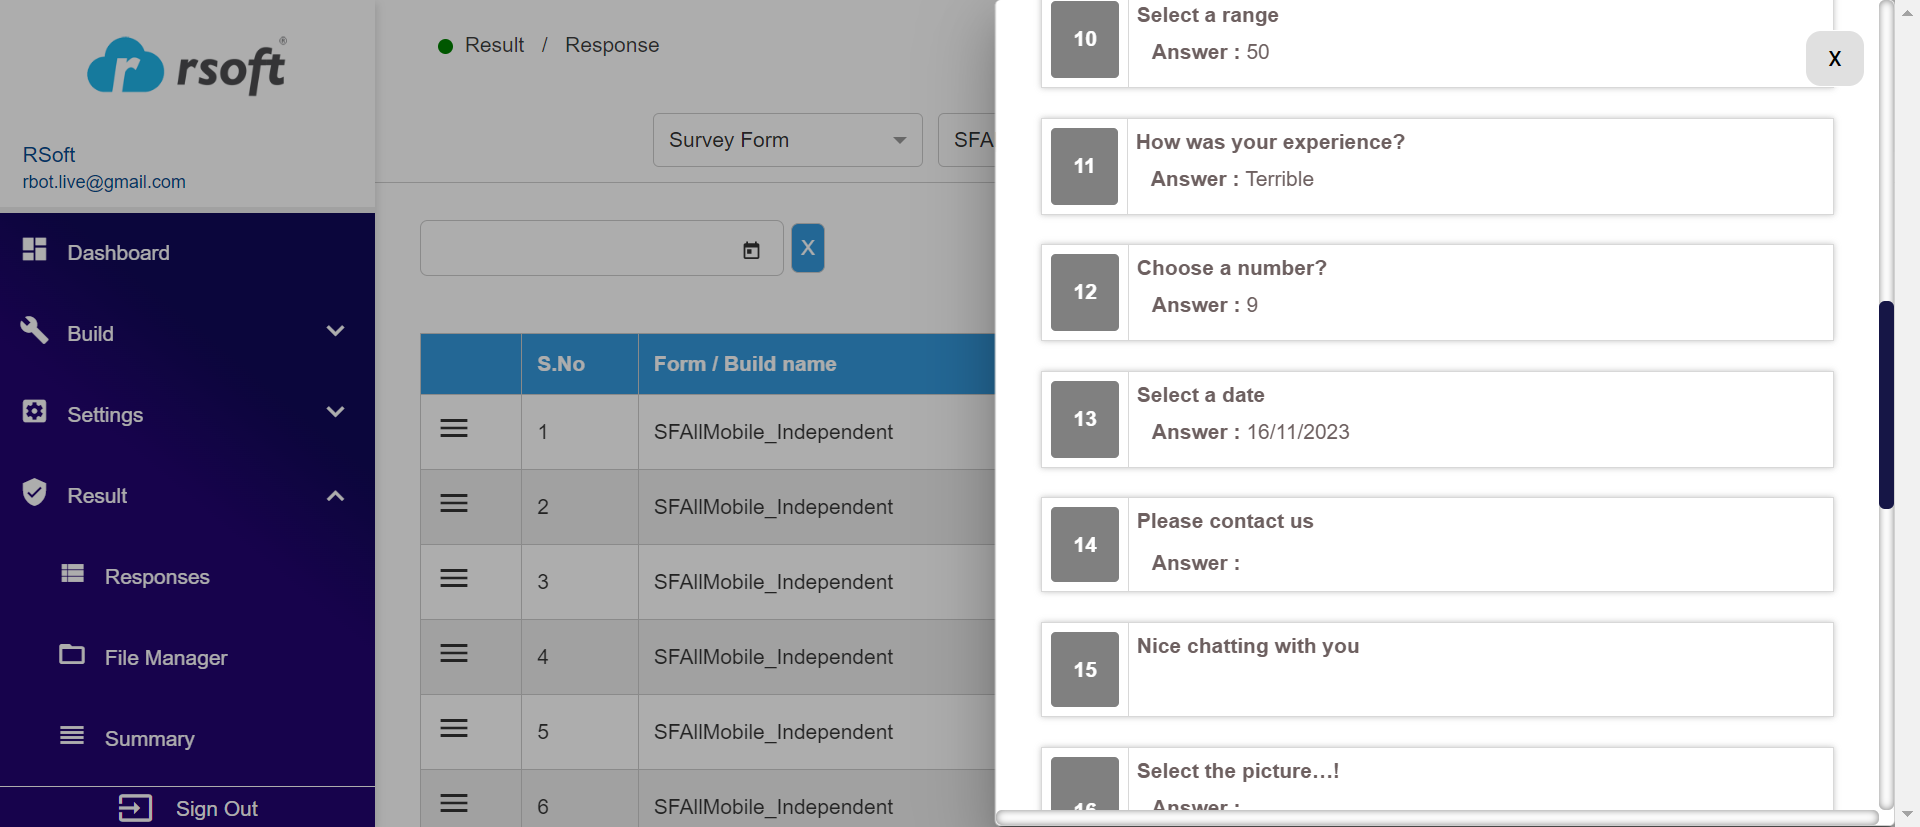 rsoft®
RSoft
rbot.live@gmail.com
Dashboard
Build
Settings
Result
Responses
File Manager
Summary
Sign Out
Result / Response
Survey Form
SFA
X
S.No Form / Build name
1 SFAllMobile_Independent
2 SFAllMobile_Independent
3 SFAllMobile_Independent
4 SFAllMobile_Independent
5 SFAllMobile_Independent
6 SFAllMobile_Independent
X
10 Select a range
Answer : 50
11 How was your experience?
Answer : Terrible
12 Choose a number?
Answer : 9
13 Select a date
Answer : 16/11/2023
14 Please contact us
Answer :
15 Nice chatting with you
16 Select the picture...!
Answer :